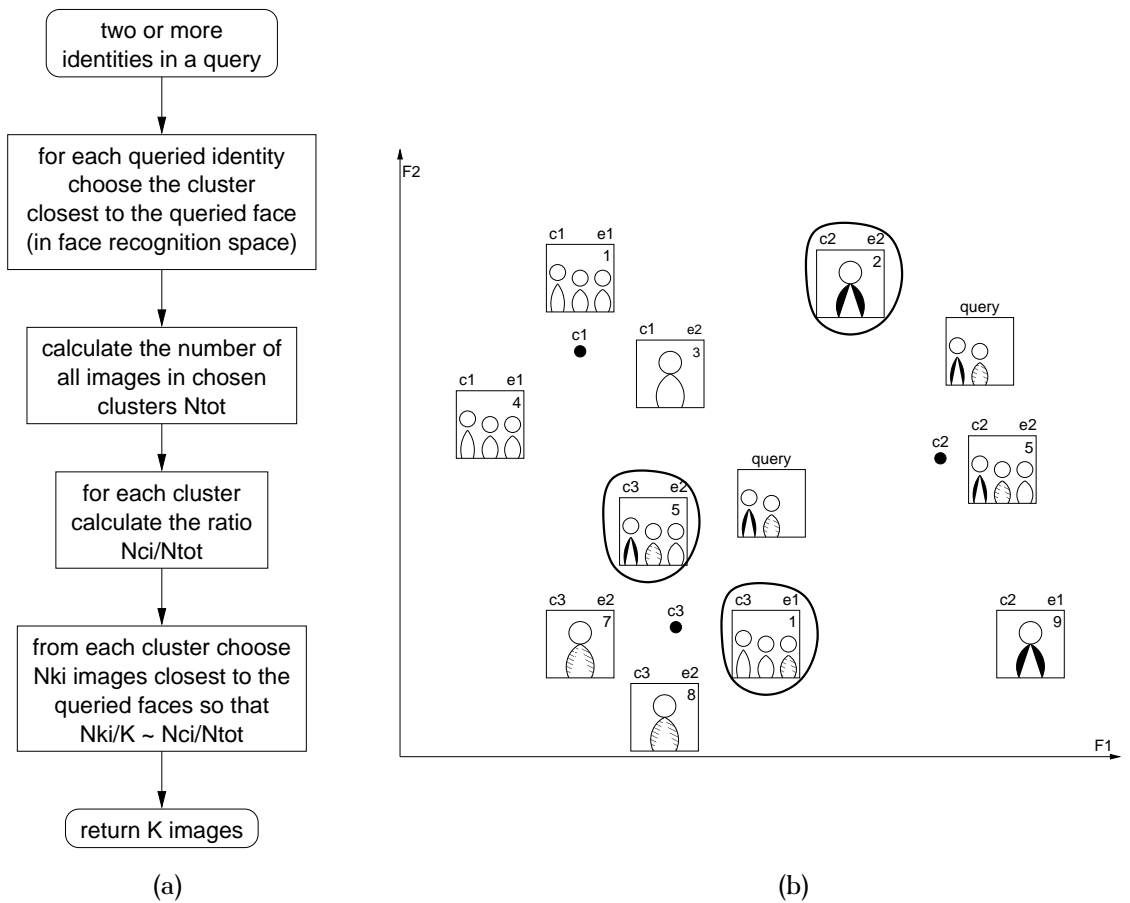 two or more
identities in a query
for each queried identity
choose the cluster
closest to the queried face
(in face recognition space)
calculate the number of
all images in chosen
clusters Ntot
for each cluster
calculate the ratio
Nci/Ntot
from each cluster choose
Nki images closest to the
queried faces so that
Nki/K ~ Nci/Ntot
return K images
(a)
F2
c1 e1
1
c2 e2
2
query
c1
c1 e2
3
c1 e1
4
c2
c2 e2
5
query
c3 e2
5
c3 e2
7
c3
c3 e1
1
c2 e1
9
c3 e2
8
F1
(b)